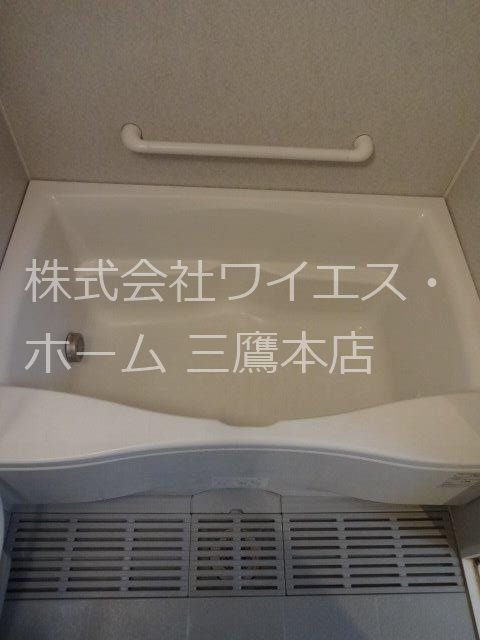 株式会社ワイエス・
ホーム 三鷹本店